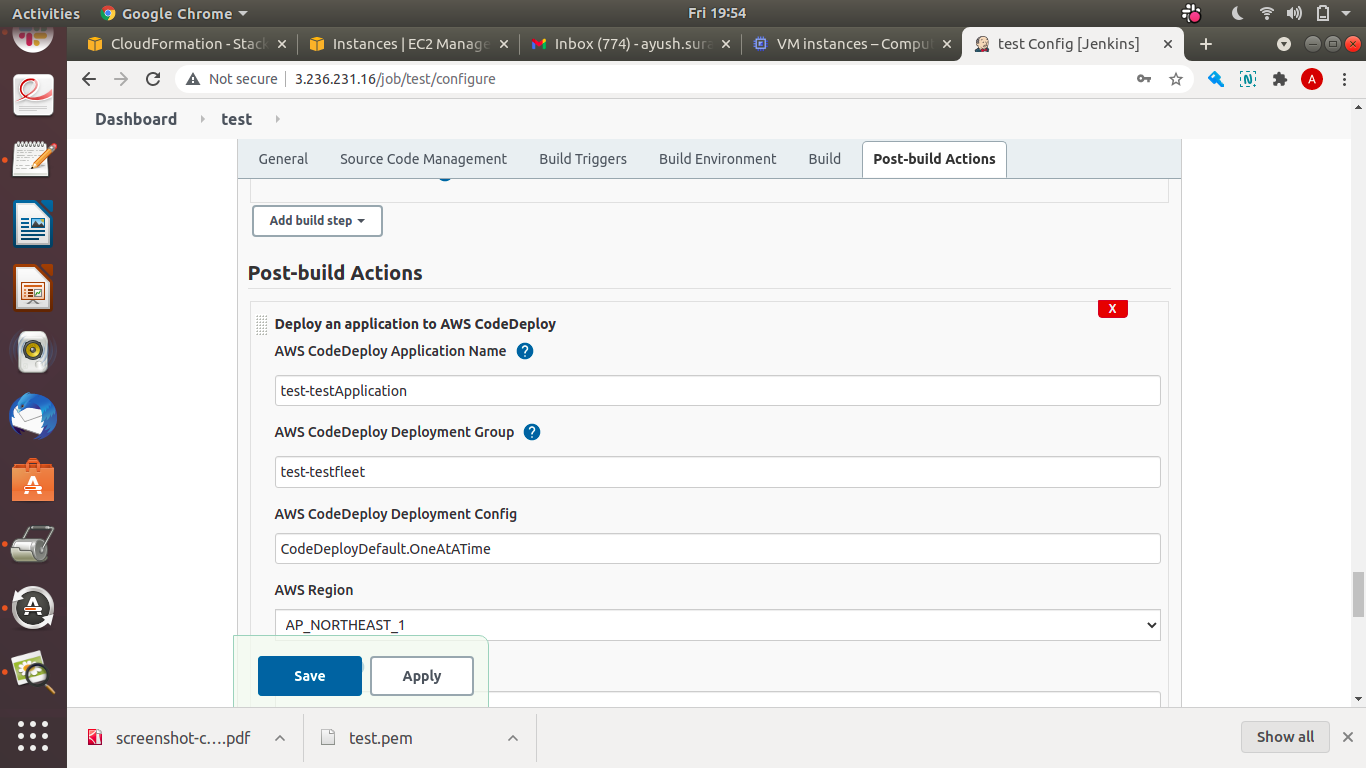 Activities
Google Chrome
Fri 19:54
CloudFormation - Stack
Instances | EC2 Manage
Inbox (774) - ayush.sura
VM instances – Comput
test Config [Jenkins]
Not secure
3.236.231.16/job/test/configure
A
Dashboard
test
General
Source Code Management
Build Triggers
Build Environment
Build
Post-build Actions
Add build step
Post-build Actions
X
Deploy an application to AWS CodeDeploy
AWS CodeDeploy Application Name ?
test-testApplication
AWS CodeDeploy Deployment Group ?
test-testfleet
AWS CodeDeploy Deployment Config
CodeDeployDefault.OneAtATime
AWS Region
AP_NORTHEAST_1
Save
Apply
screenshot-c....pdf
test.pem
Show all